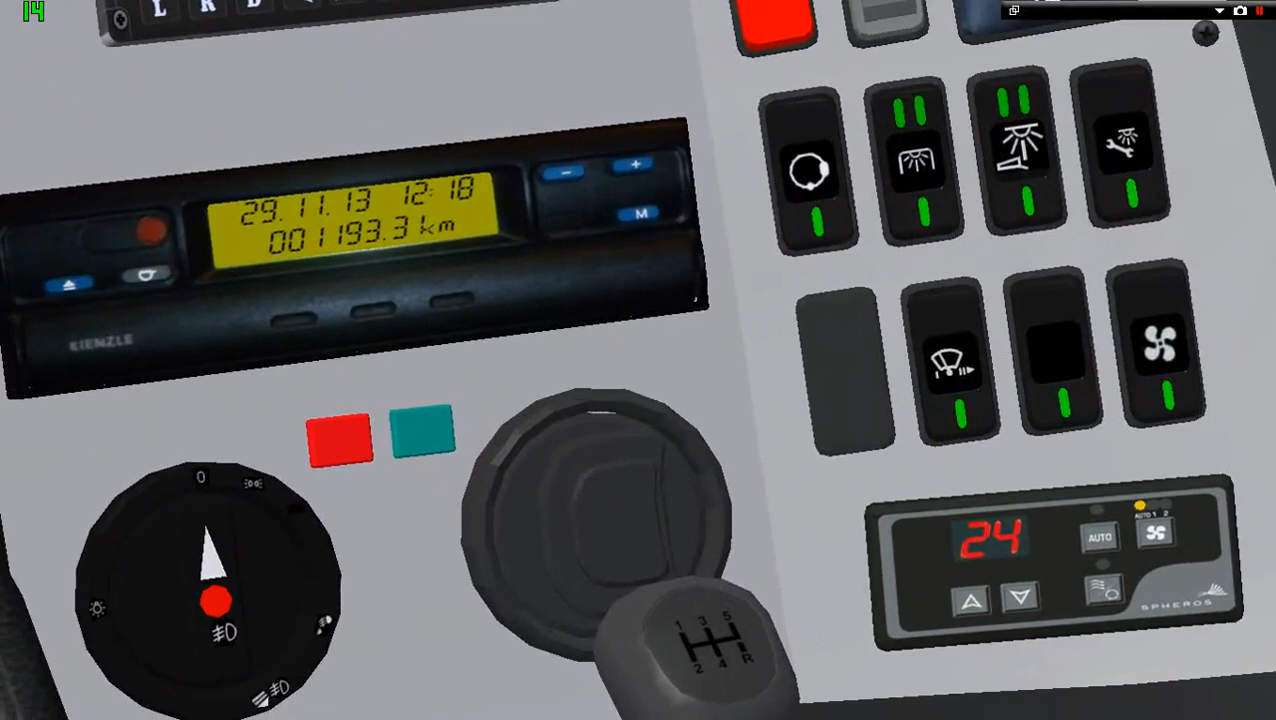 14
L R D
29.11.13 12:18
001193.3 km
M
KIENZLE
0
24
AUTO
AUTO 1 2
SPHEROS
1 3 5
2 4 R